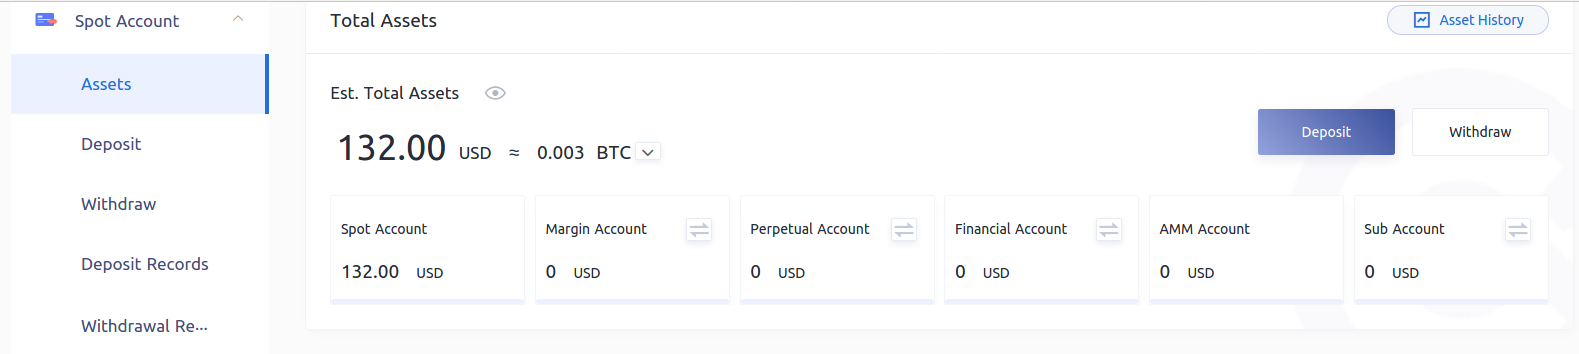 Spot Account
Assets
Deposit
Withdraw
Deposit Records
Withdrawal Re...
Total Assets
Asset History
Est. Total Assets
132.00 USD ≈ 0.003 BTC
Deposit
Withdraw
Spot Account
132.00 USD
Margin Account
0 USD
Perpetual Account
0 USD
Financial Account
0 USD
AMM Account
0 USD
Sub Account
0 USD